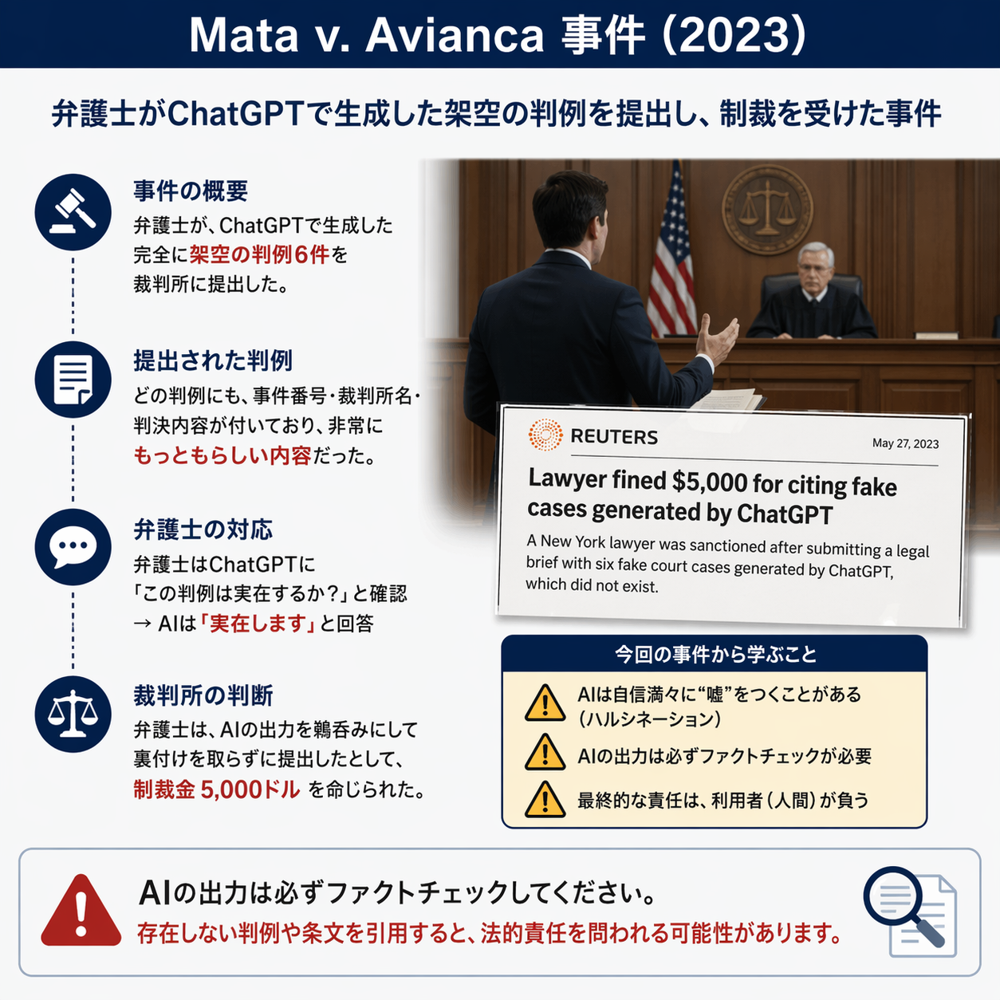 Mata v. Avianca 事件（2023）
弁護士がChatGPTで生成した架空の判例を提出し、制裁を受けた事件
事件の概要
弁護士が、ChatGPTで生成した
完全に架空の判例6件を
裁判所に提出した。
提出された判例
どの判例にも、事件番号・裁判所名・
判決内容が付いており、非常に
もっともらしい内容だった。
弁護士の対応
弁護士はChatGPTに
「この判例は実在するか？」と確認
→ AIは「実在します」と回答
裁判所の判断
弁護士は、AIの出力を鵜呑みにして
裏付けを取らずに提出したとして、
制裁金 5,000ドル を命じられた。
REUTERS
May 27, 2023
Lawyer fined $5,000 for citing fake
cases generated by ChatGPT
A New York lawyer was sanctioned after submitting a legal
brief with six fake court cases generated by ChatGPT,
which did not exist.
今回の事件から学ぶこと
AIは自信満々に“嘘”をつくことがある
（ハルシネーション）
AIの出力は必ずファクトチェックが必要
最終的な責任は、利用者（人間）が負う
AIの出力は必ずファクトチェックしてください。
存在しない判例や条文を引用すると、法的責任を問われる可能性があります。